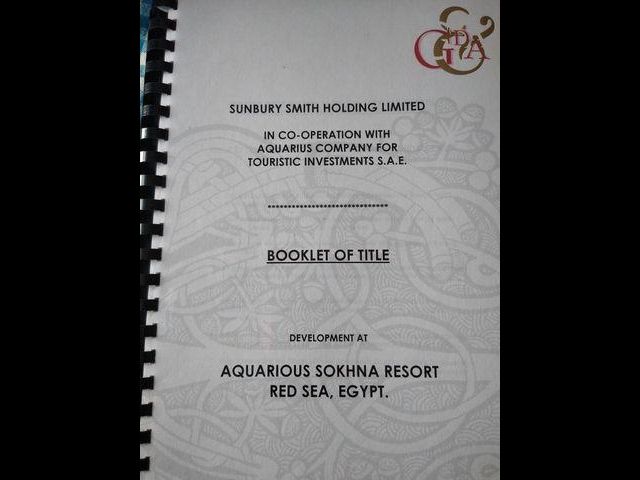 G&DA
SUNBURY SMITH HOLDING LIMITED
IN CO-OPERATION WITH
AQUARIUS COMPANY FOR
TOURISTIC INVESTMENTS S.A.E.
******************************
BOOKLET OF TITLE
DEVELOPMENT AT
AQUARIOUS SOKHNA RESORT
RED SEA, EGYPT.